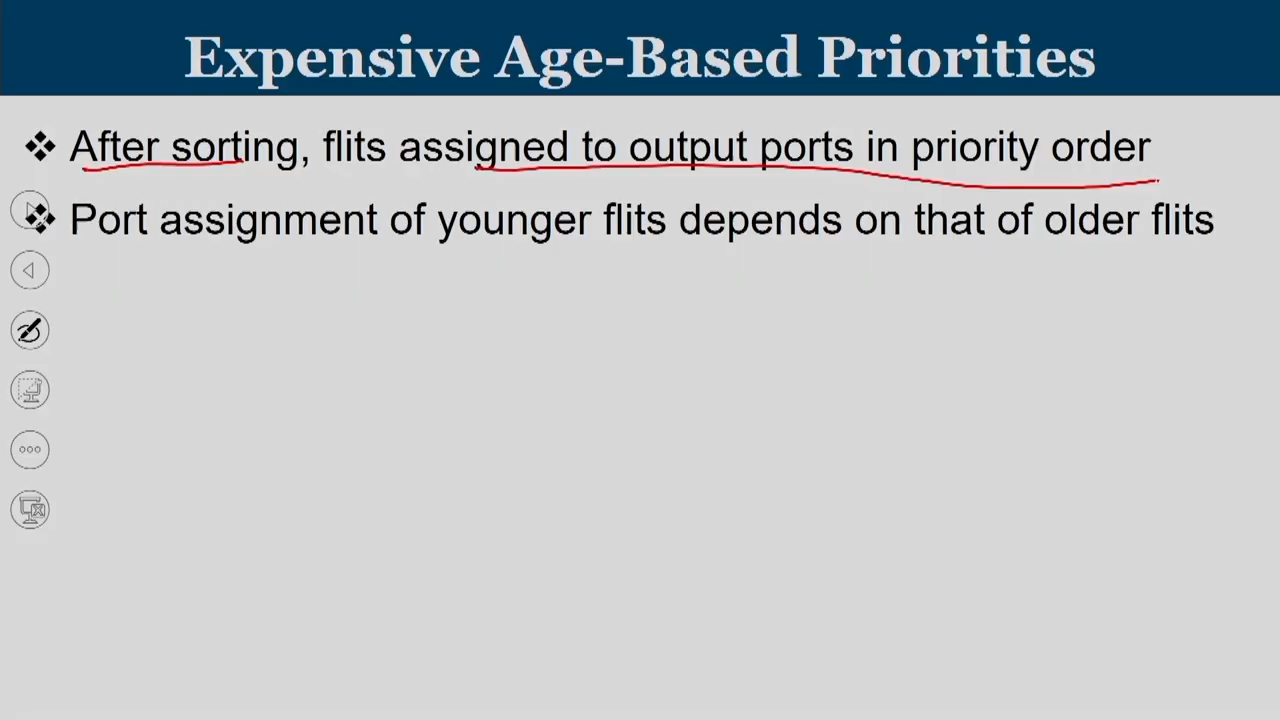 Expensive Age-Based Priorities
❖ After sorting, flits assigned to output ports in priority order
❖ Port assignment of younger flits depends on that of older flits